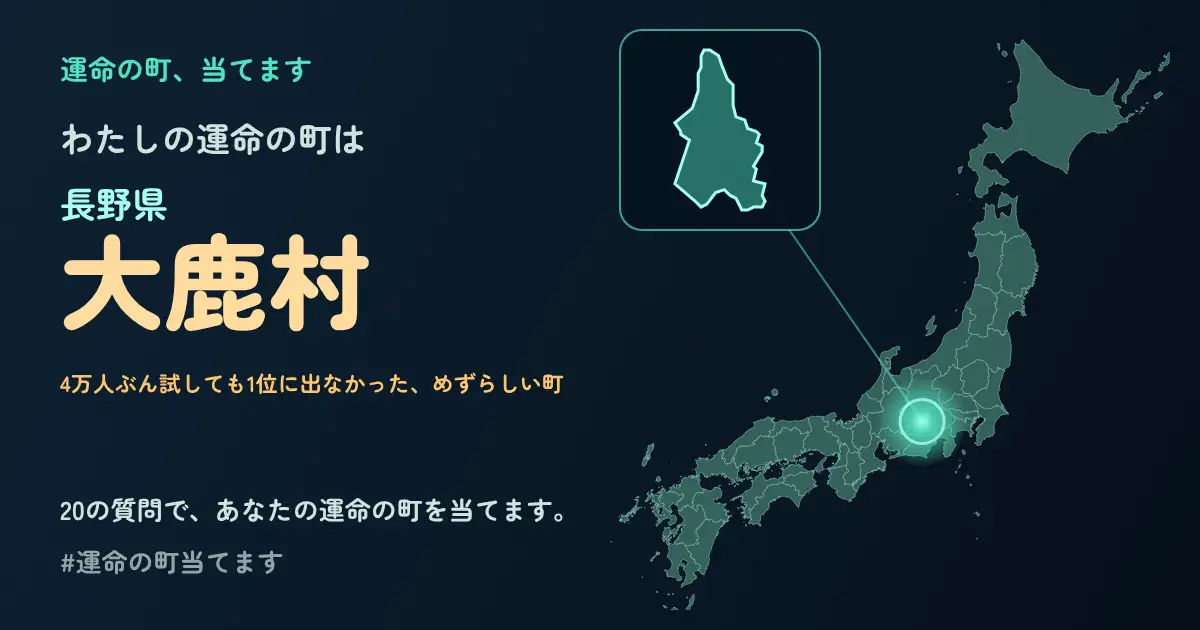 運命の町、当てます
わたしの運命の町は
長野県
大鹿村
4万人ぶん試しても1位に出なかった、めずらしい町
20の質問で、あなたの運命の町を当てます。
#運命の町当てます